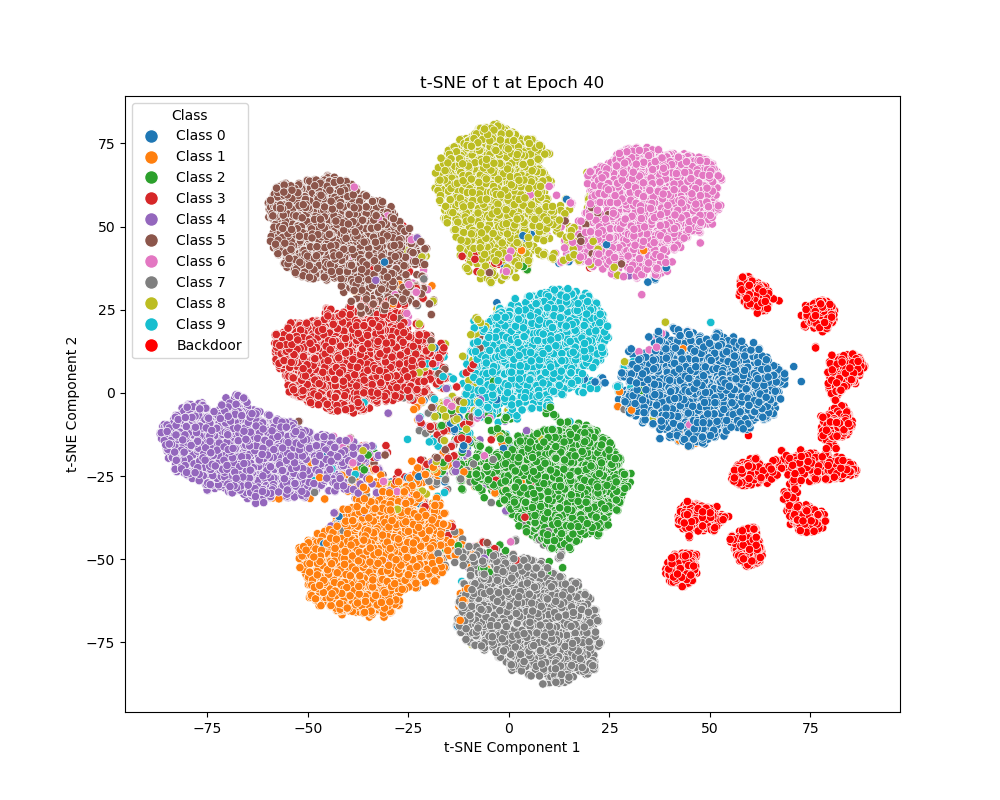 t-SNE of t at Epoch 40
Class
Class 0
Class 1
Class 2
Class 3
Class 4
Class 5
Class 6
Class 7
Class 8
Class 9
Backdoor
t-SNE Component 2
75
50
25
0
−25
−50
−75
−75
−50
−25
0
25
50
75
t-SNE Component 1